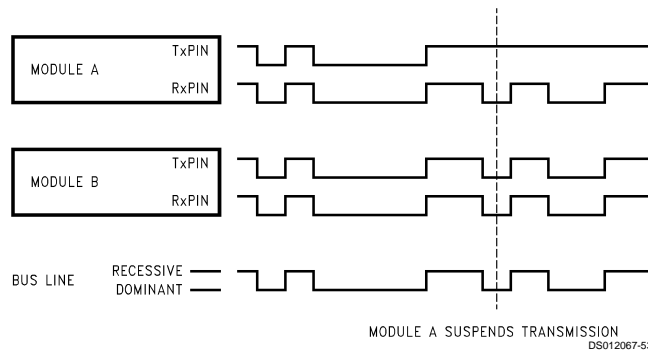 MODULE A
TxPIN
RxPIN
MODULE B
TxPIN
RxPIN
BUS LINE
RECESSIVE
DOMINANT
MODULE A SUSPENDS TRANSMISSION